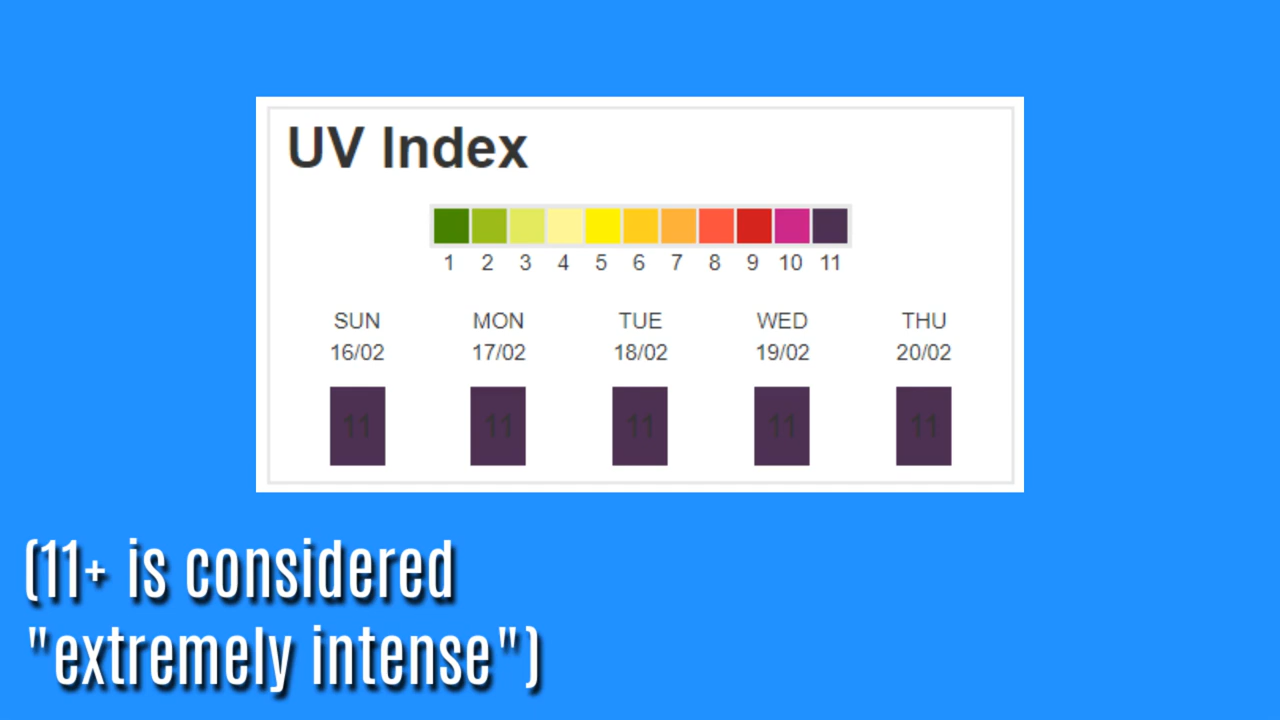 UV Index
1 2 3 4 5 6 7 8 9 10 11
SUN MON TUE WED THU
16/02 17/02 18/02 19/02 20/02
11 11 11 11 11
(11+ is considered
"extremely intense")